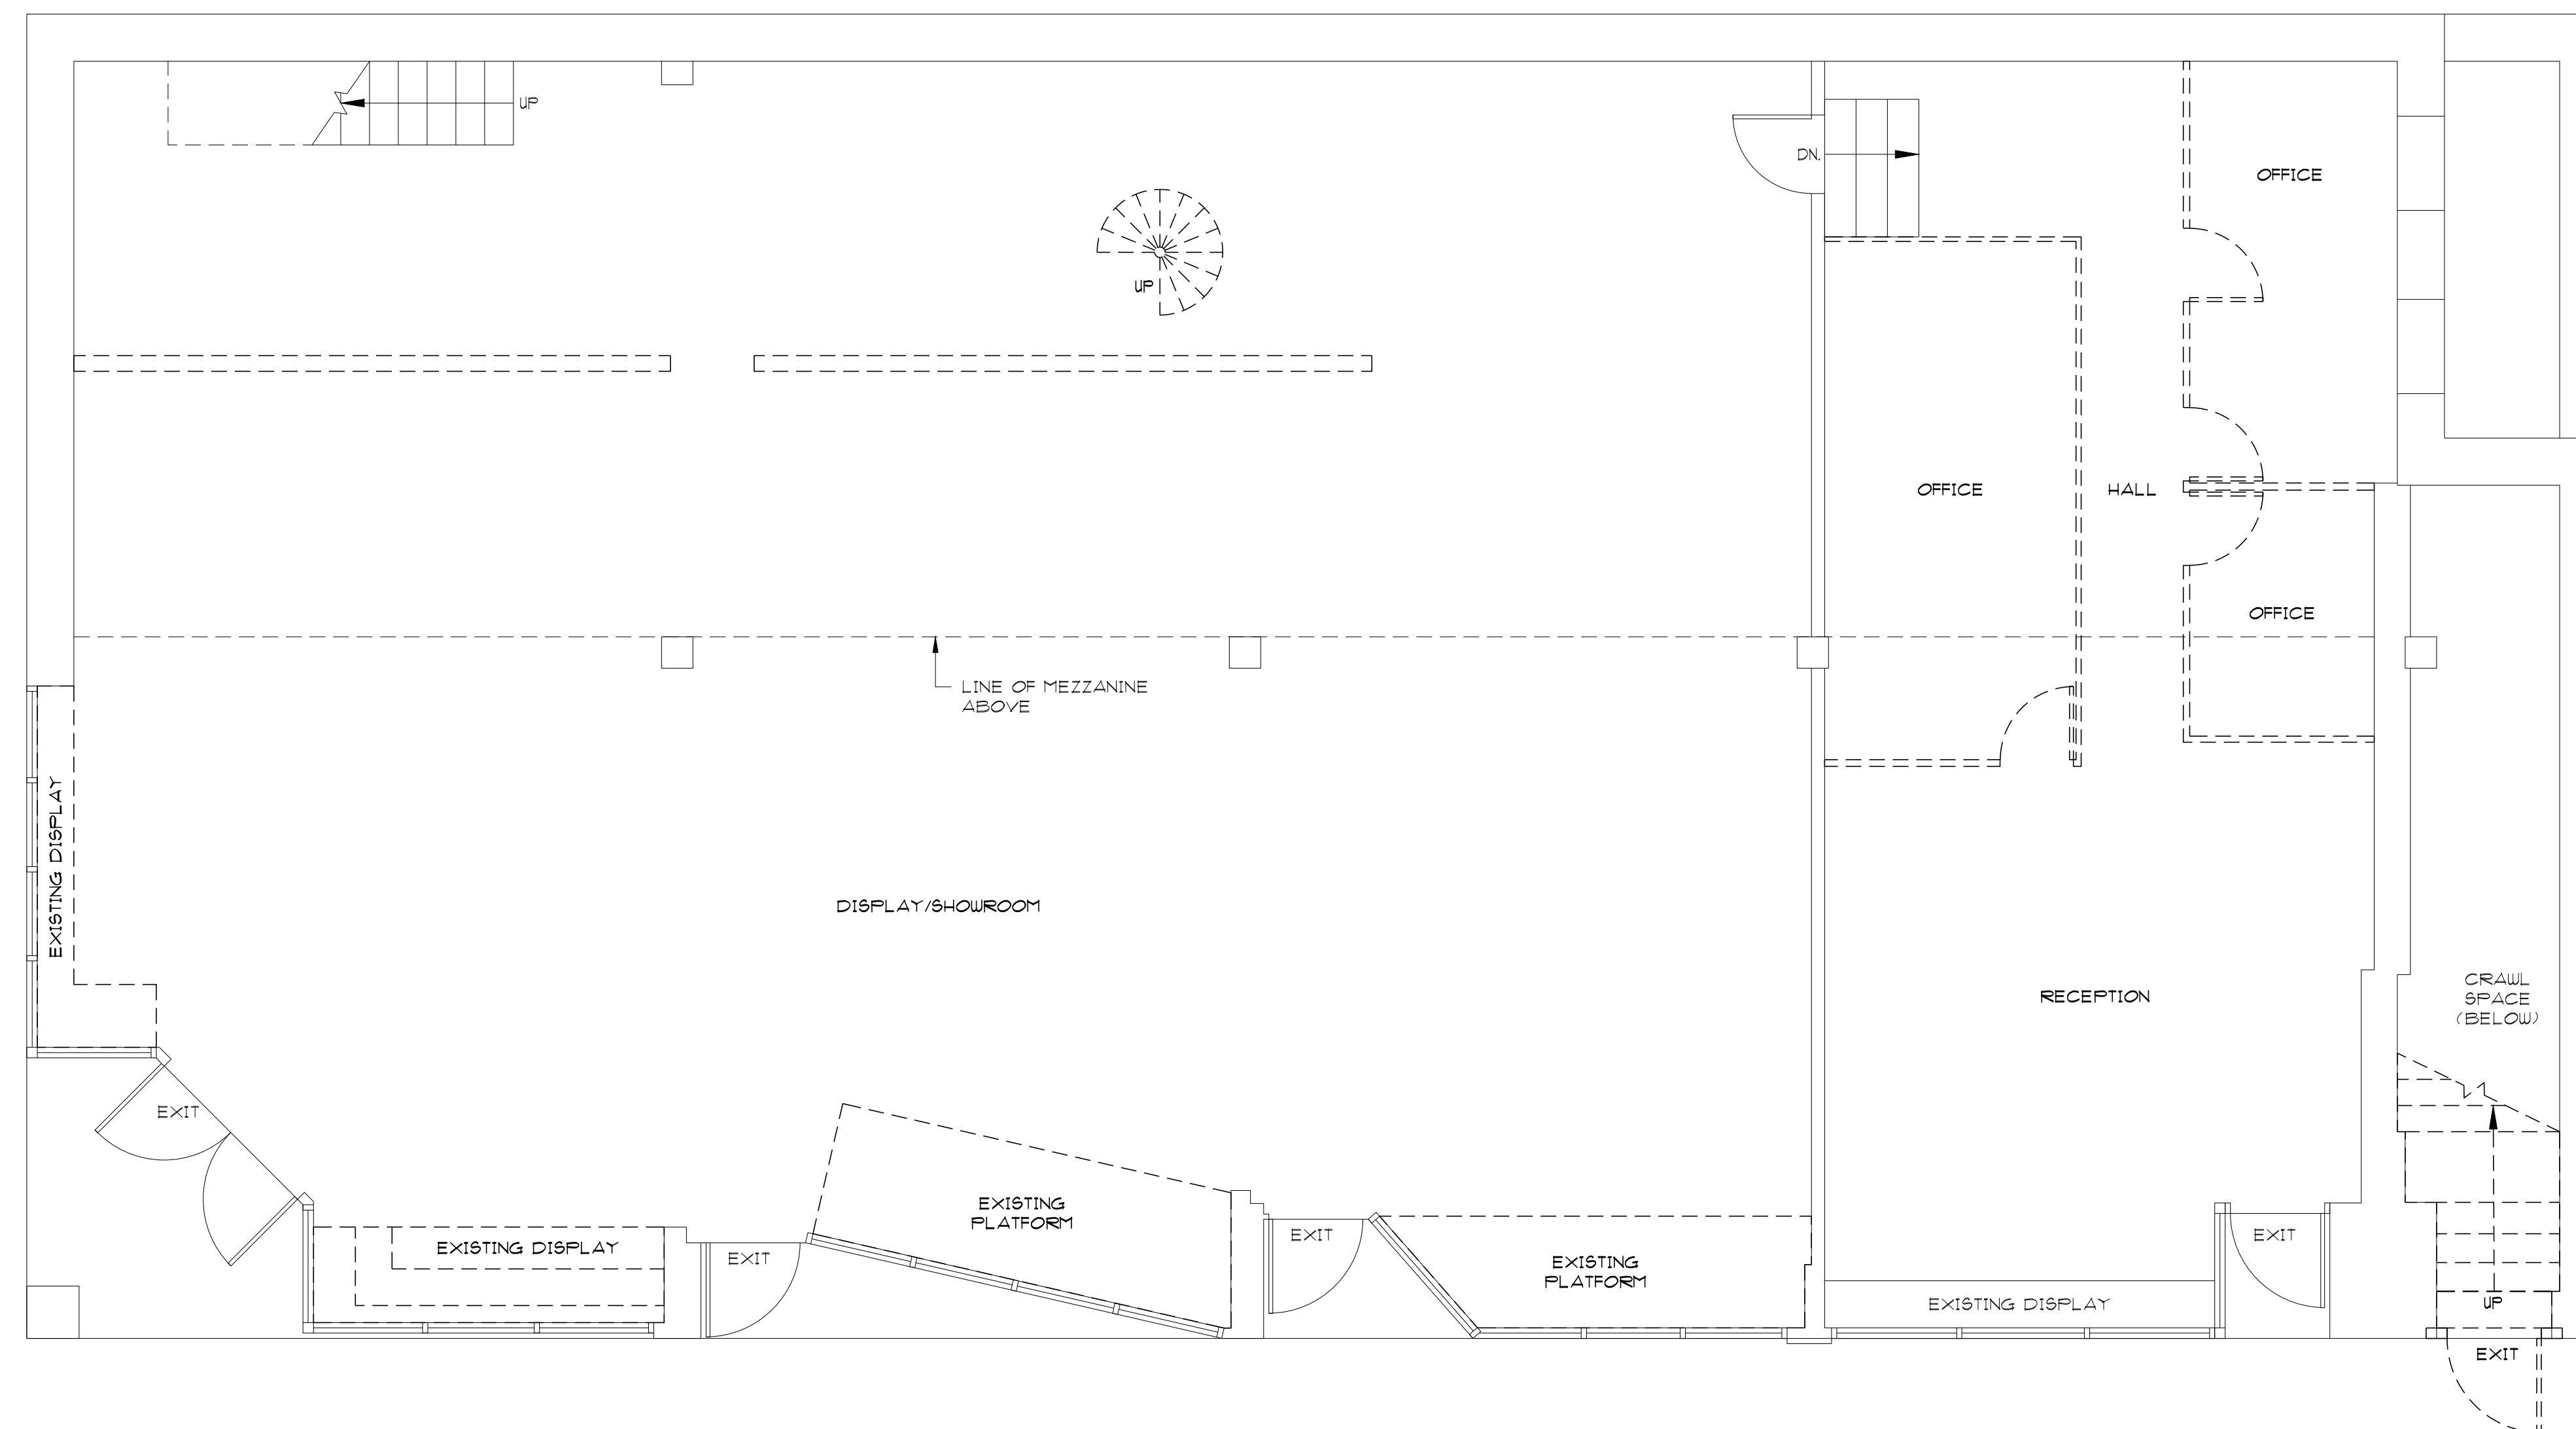 UP
DN.
OFFICE
UP
OFFICE
HALL
OFFICE
LINE OF MEZZANINE
ABOVE
EXISTING DISPLAY
DISPLAY/SHOWROOM
RECEPTION
CRAWL
SPACE
(BELOW)
EXIT
EXISTING
PLATFORM
EXISTING DISPLAY
EXIT
EXIT
EXISTING
PLATFORM
EXISTING DISPLAY
EXIT
UP
EXIT